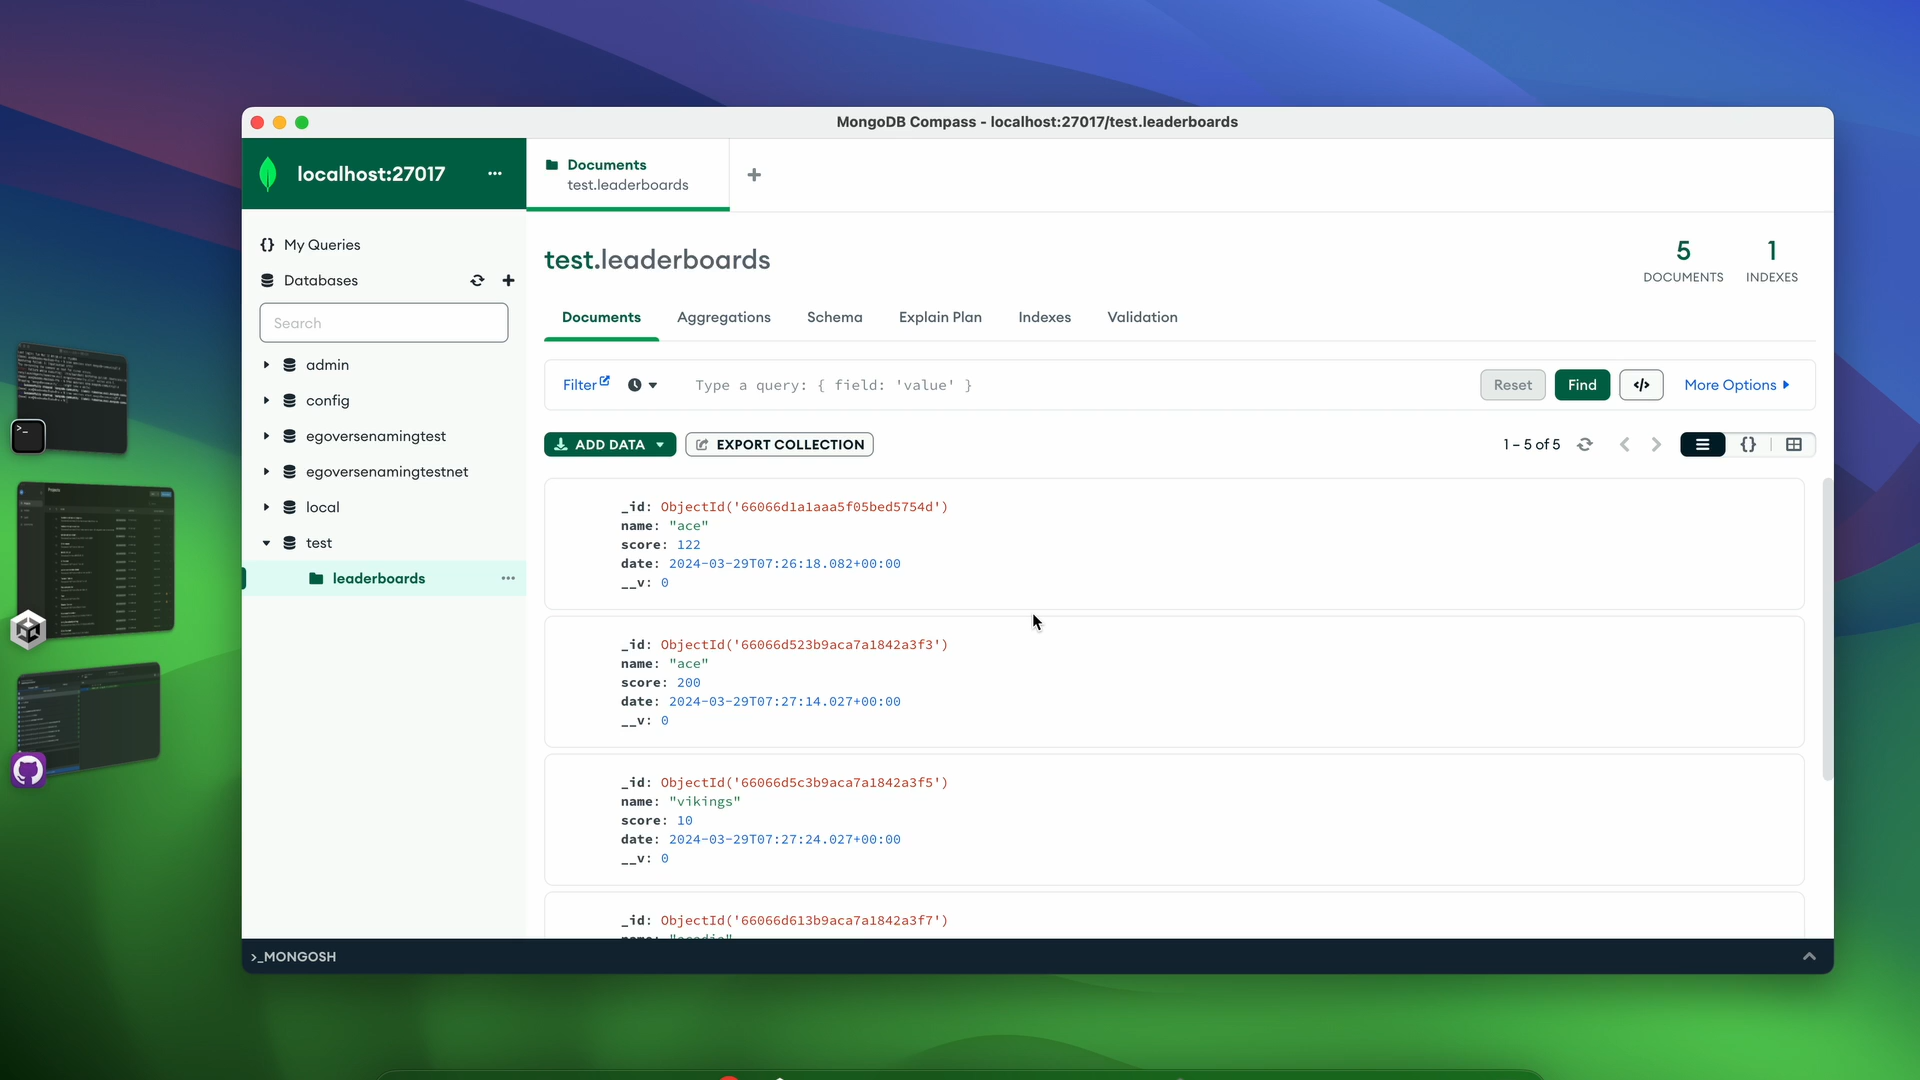 MongoDB Compass - localhost:27017/test.leaderboards
localhost:27017
Documents
test.leaderboards
My Queries
Databases
Search
admin
config
egoversenamingtest
egoversenamingtestnet
local
test
leaderboards
test.leaderboards
5
DOCUMENTS
1
INDEXES
Documents Aggregations Schema Explain Plan Indexes Validation
Filter
Type a query: { field: 'value' }
Reset
Find
</>
More Options
ADD DATA
EXPORT COLLECTION
1 – 5 of 5
{}
_id: ObjectId('66066d1a1aaa5f05bed5754d')
name: "ace"
score: 122
date: 2024-03-29T07:26:18.082+00:00
__v: 0
_id: ObjectId('66066d523b9aca7a1842a3f3')
name: "ace"
score: 200
date: 2024-03-29T07:27:14.027+00:00
__v: 0
_id: ObjectId('66066d5c3b9aca7a1842a3f5')
name: "vikings"
score: 10
date: 2024-03-29T07:27:24.027+00:00
__v: 0
_id: ObjectId('66066d613b9aca7a1842a3f7')
>_MONGOSH